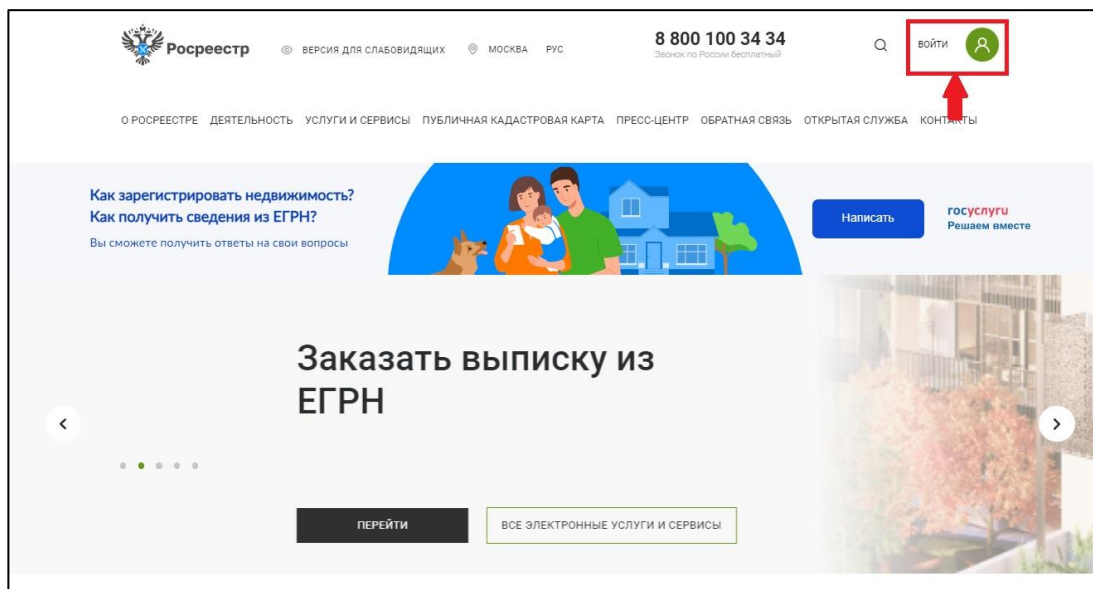 Росреестр
ВЕРСИЯ ДЛЯ СЛАБОВИДЯЩИХ
МОСКВА
РУС
8 800 100 34 34
Звонок по России бесплатный
ВОЙТИ
О РОСРЕЕСТРЕ ДЕЯТЕЛЬНОСТЬ УСЛУГИ И СЕРВИСЫ ПУБЛИЧНАЯ КАДАСТРОВАЯ КАРТА ПРЕСС-ЦЕНТР ОБРАТНАЯ СВЯЗЬ ОТКРЫТАЯ СЛУЖБА КОНТАКТЫ
Как зарегистрировать недвижимость?
Как получить сведения из ЕГРН?
Вы сможете получить ответы на свои вопросы
Написать
госуслуги
Решаем вместе
Заказать выписку из
ЕГРН
ПЕРЕЙТИ
ВСЕ ЭЛЕКТРОННЫЕ УСЛУГИ И СЕРВИСЫ